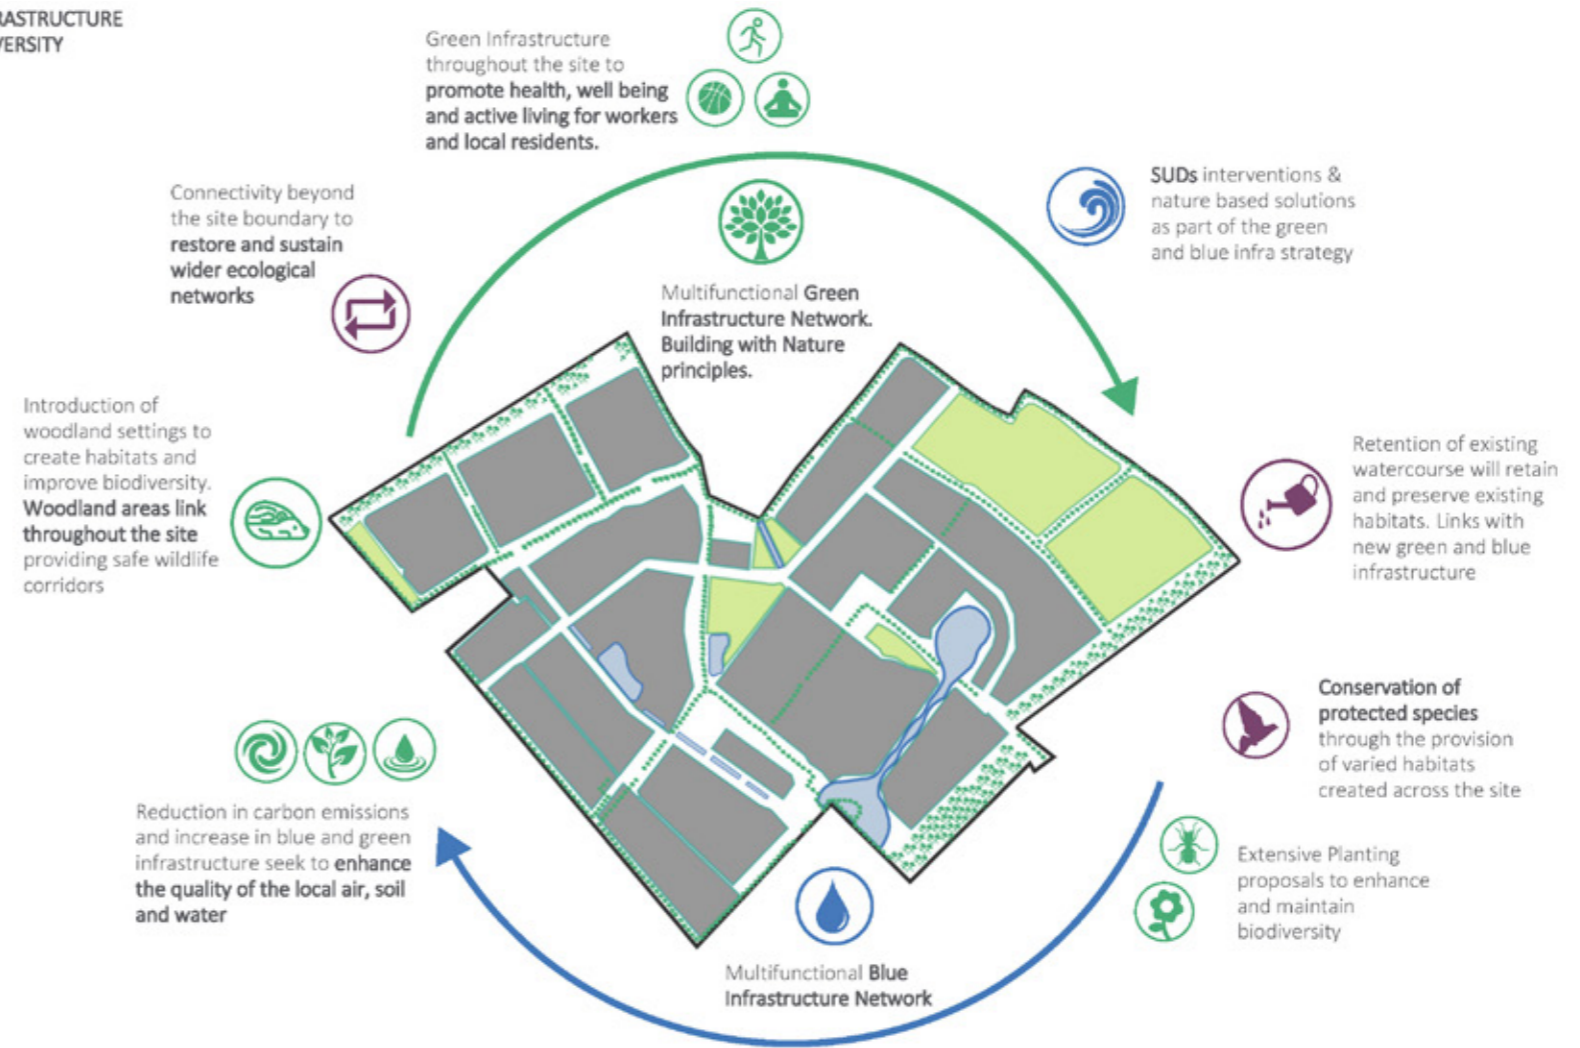 RASTRUCTURE
VERSITY
Green Infrastructure
throughout the site to
promote health, well being
and active living for workers
and local residents.
Connectivity beyond
the site boundary to
restore and sustain
wider ecological
networks
SUDs interventions &
nature based solutions
as part of the green
and blue infra strategy
Multifunctional Green
Infrastructure Network.
Building with Nature
principles.
Introduction of
woodland settings to
create habitats and
improve biodiversity.
Woodland areas link
throughout the site
providing safe wildlife
corridors
Retention of existing
watercourse will retain
and preserve existing
habitats. Links with
new green and blue
infrastructure
Conservation of
protected species
through the provision
of varied habitats
created across the site
Reduction in carbon emissions
and increase in blue and green
infrastructure seek to enhance
the quality of the local air, soil
and water
Extensive Planting
proposals to enhance
and maintain
biodiversity
Multifunctional Blue
Infrastructure Network